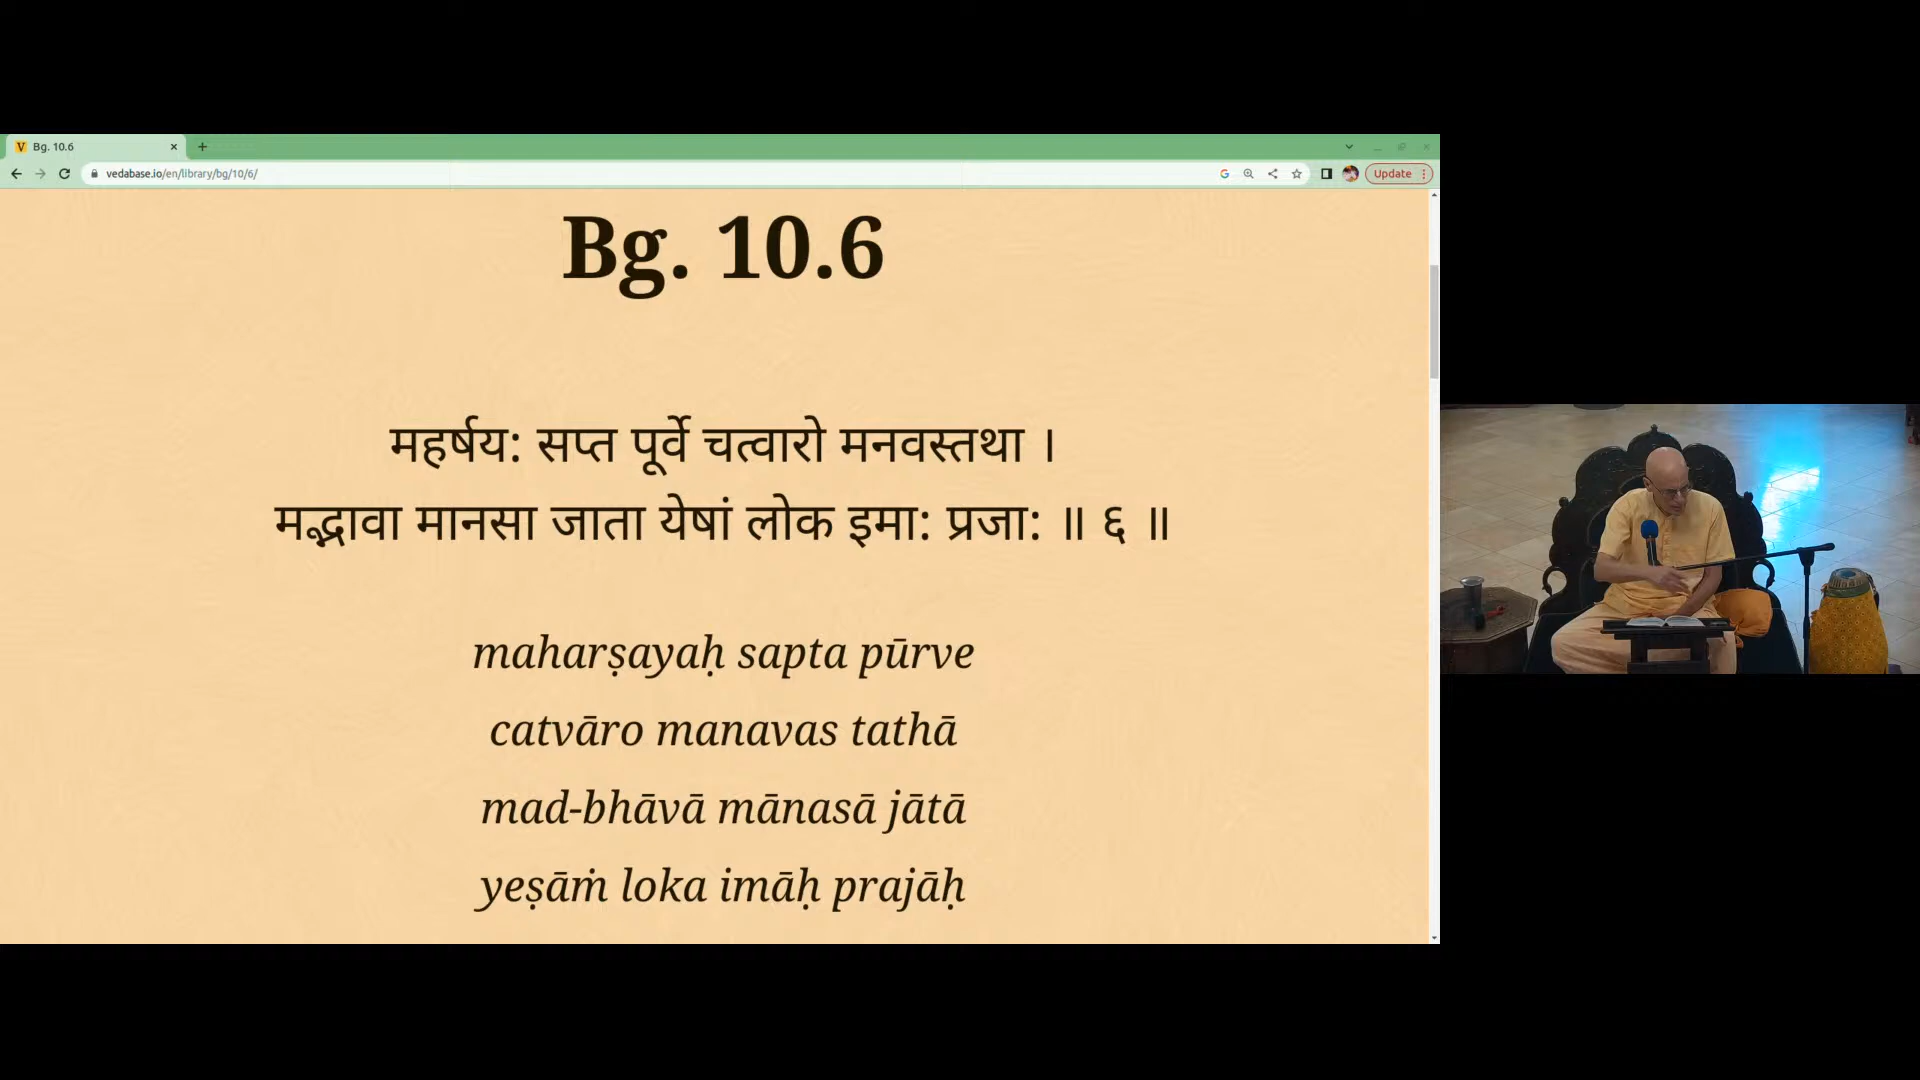 Bg. 10.6
vedabase.io/en/library/bg/10/6/
Update
Bg. 10.6
महर्षय: सप्त पूर्वे चत्वारो मनवस्तथा ।
मद्भ‍ावा मानसा जाता येषां लोक इमा: प्रजा: ॥ ६ ॥
maharṣayaḥ sapta pūrve
catvāro manavas tathā
mad-bhāvā mānasā jātā
yeṣāṁ loka imāḥ prajāḥ